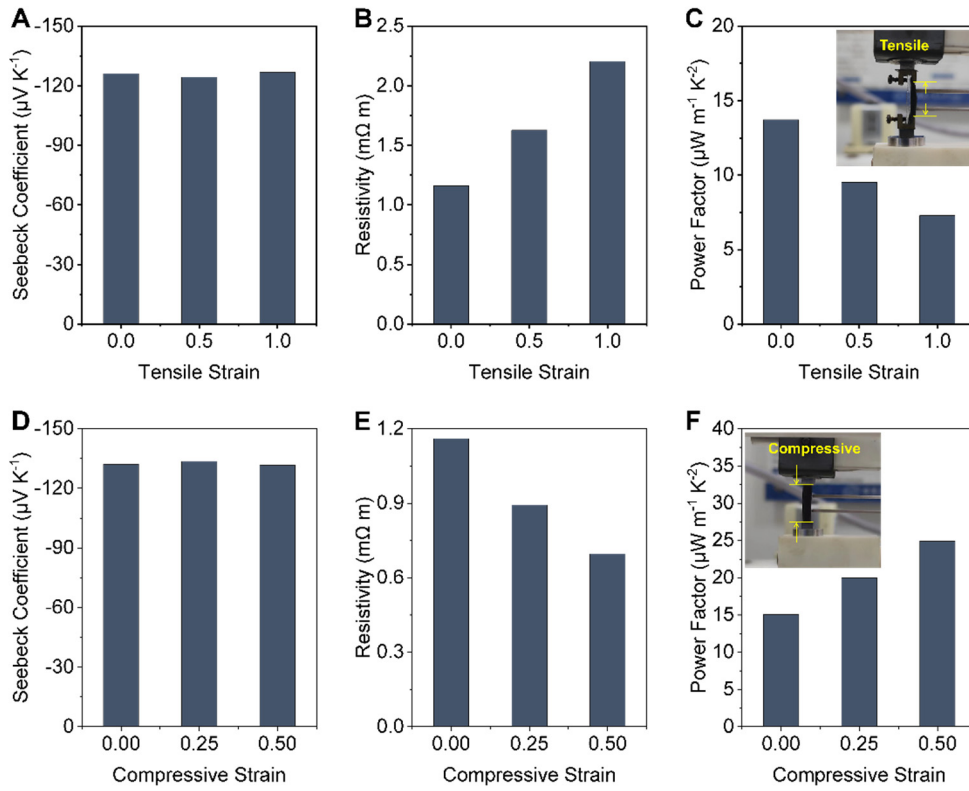 A
-150
-120
-90
-60
-30
0
Seebeck Coefficient (µV K⁻¹)
0.0 0.5 1.0
Tensile Strain
B
2.5
2.0
1.5
1.0
0.5
0.0
Resistivity (mΩ m)
0.0 0.5 1.0
Tensile Strain
C
20
15
10
5
0
Power Factor (µW m⁻¹ K⁻²)
Tensile
0.0 0.5 1.0
Tensile Strain
D
-150
-120
-90
-60
-30
0
Seebeck Coefficient (µV K⁻¹)
0.00 0.25 0.50
Compressive Strain
E
1.2
0.9
0.6
0.3
0.0
Resistivity (mΩ m)
0.00 0.25 0.50
Compressive Strain
F
40
35
30
25
20
15
10
5
0
Power Factor (µW m⁻¹ K⁻²)
Compressive
0.00 0.25 0.50
Compressive Strain